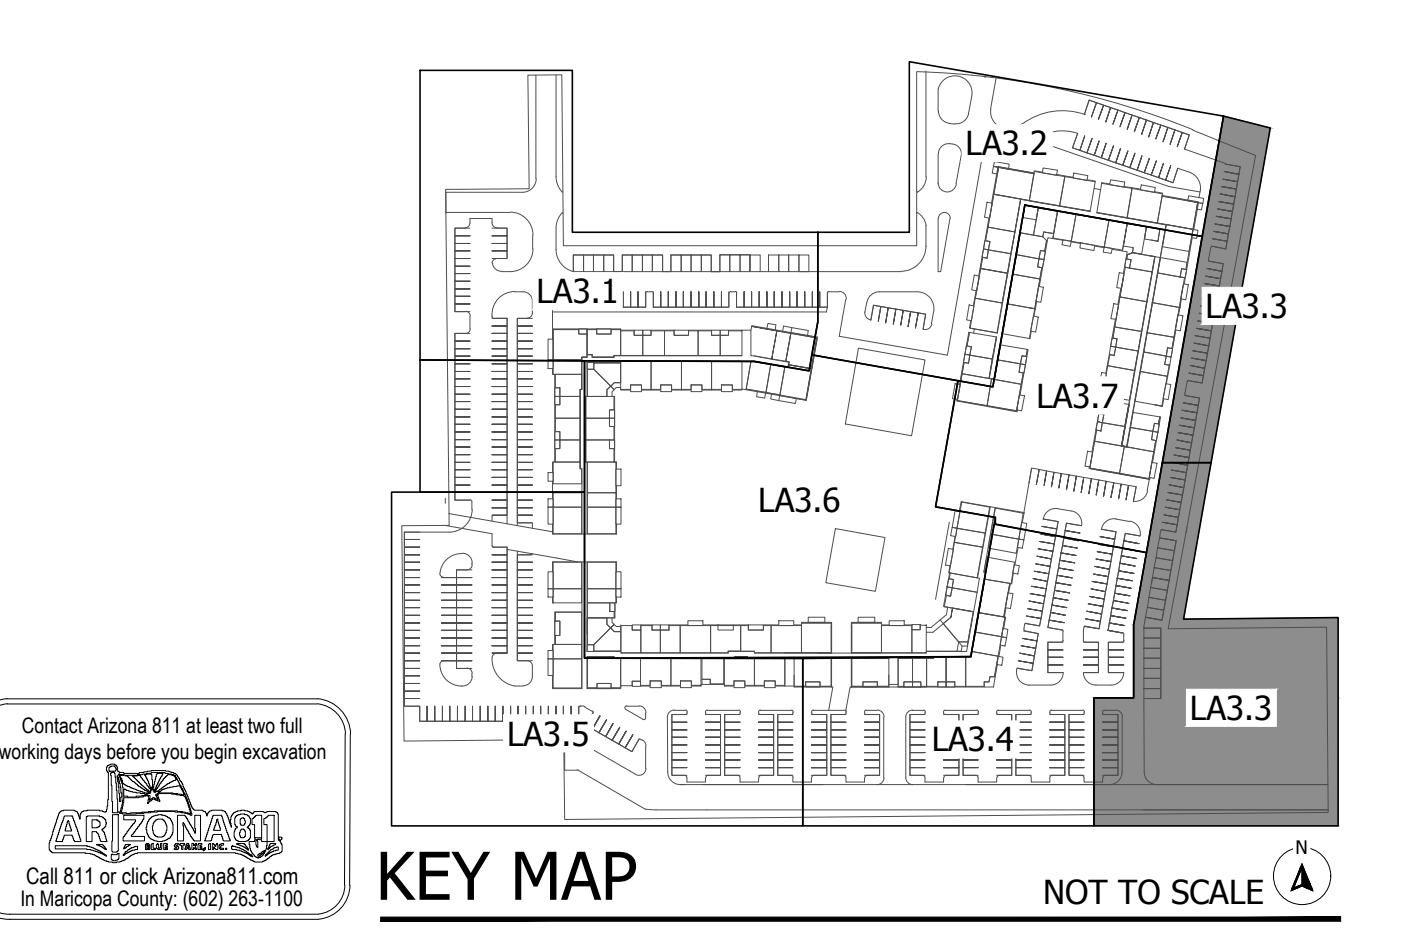 LA3.2
LA3.1
LA3.3
LA3.7
LA3.6
LA3.3
LA3.5
LA3.4
Contact Arizona 811 at least two full
working days before you begin excavation
ARIZONA811
BLUE STAKE, INC.
Call 811 or click Arizona811.com
In Maricopa County: (602) 263-1100
KEY MAP
NOT TO SCALE
N